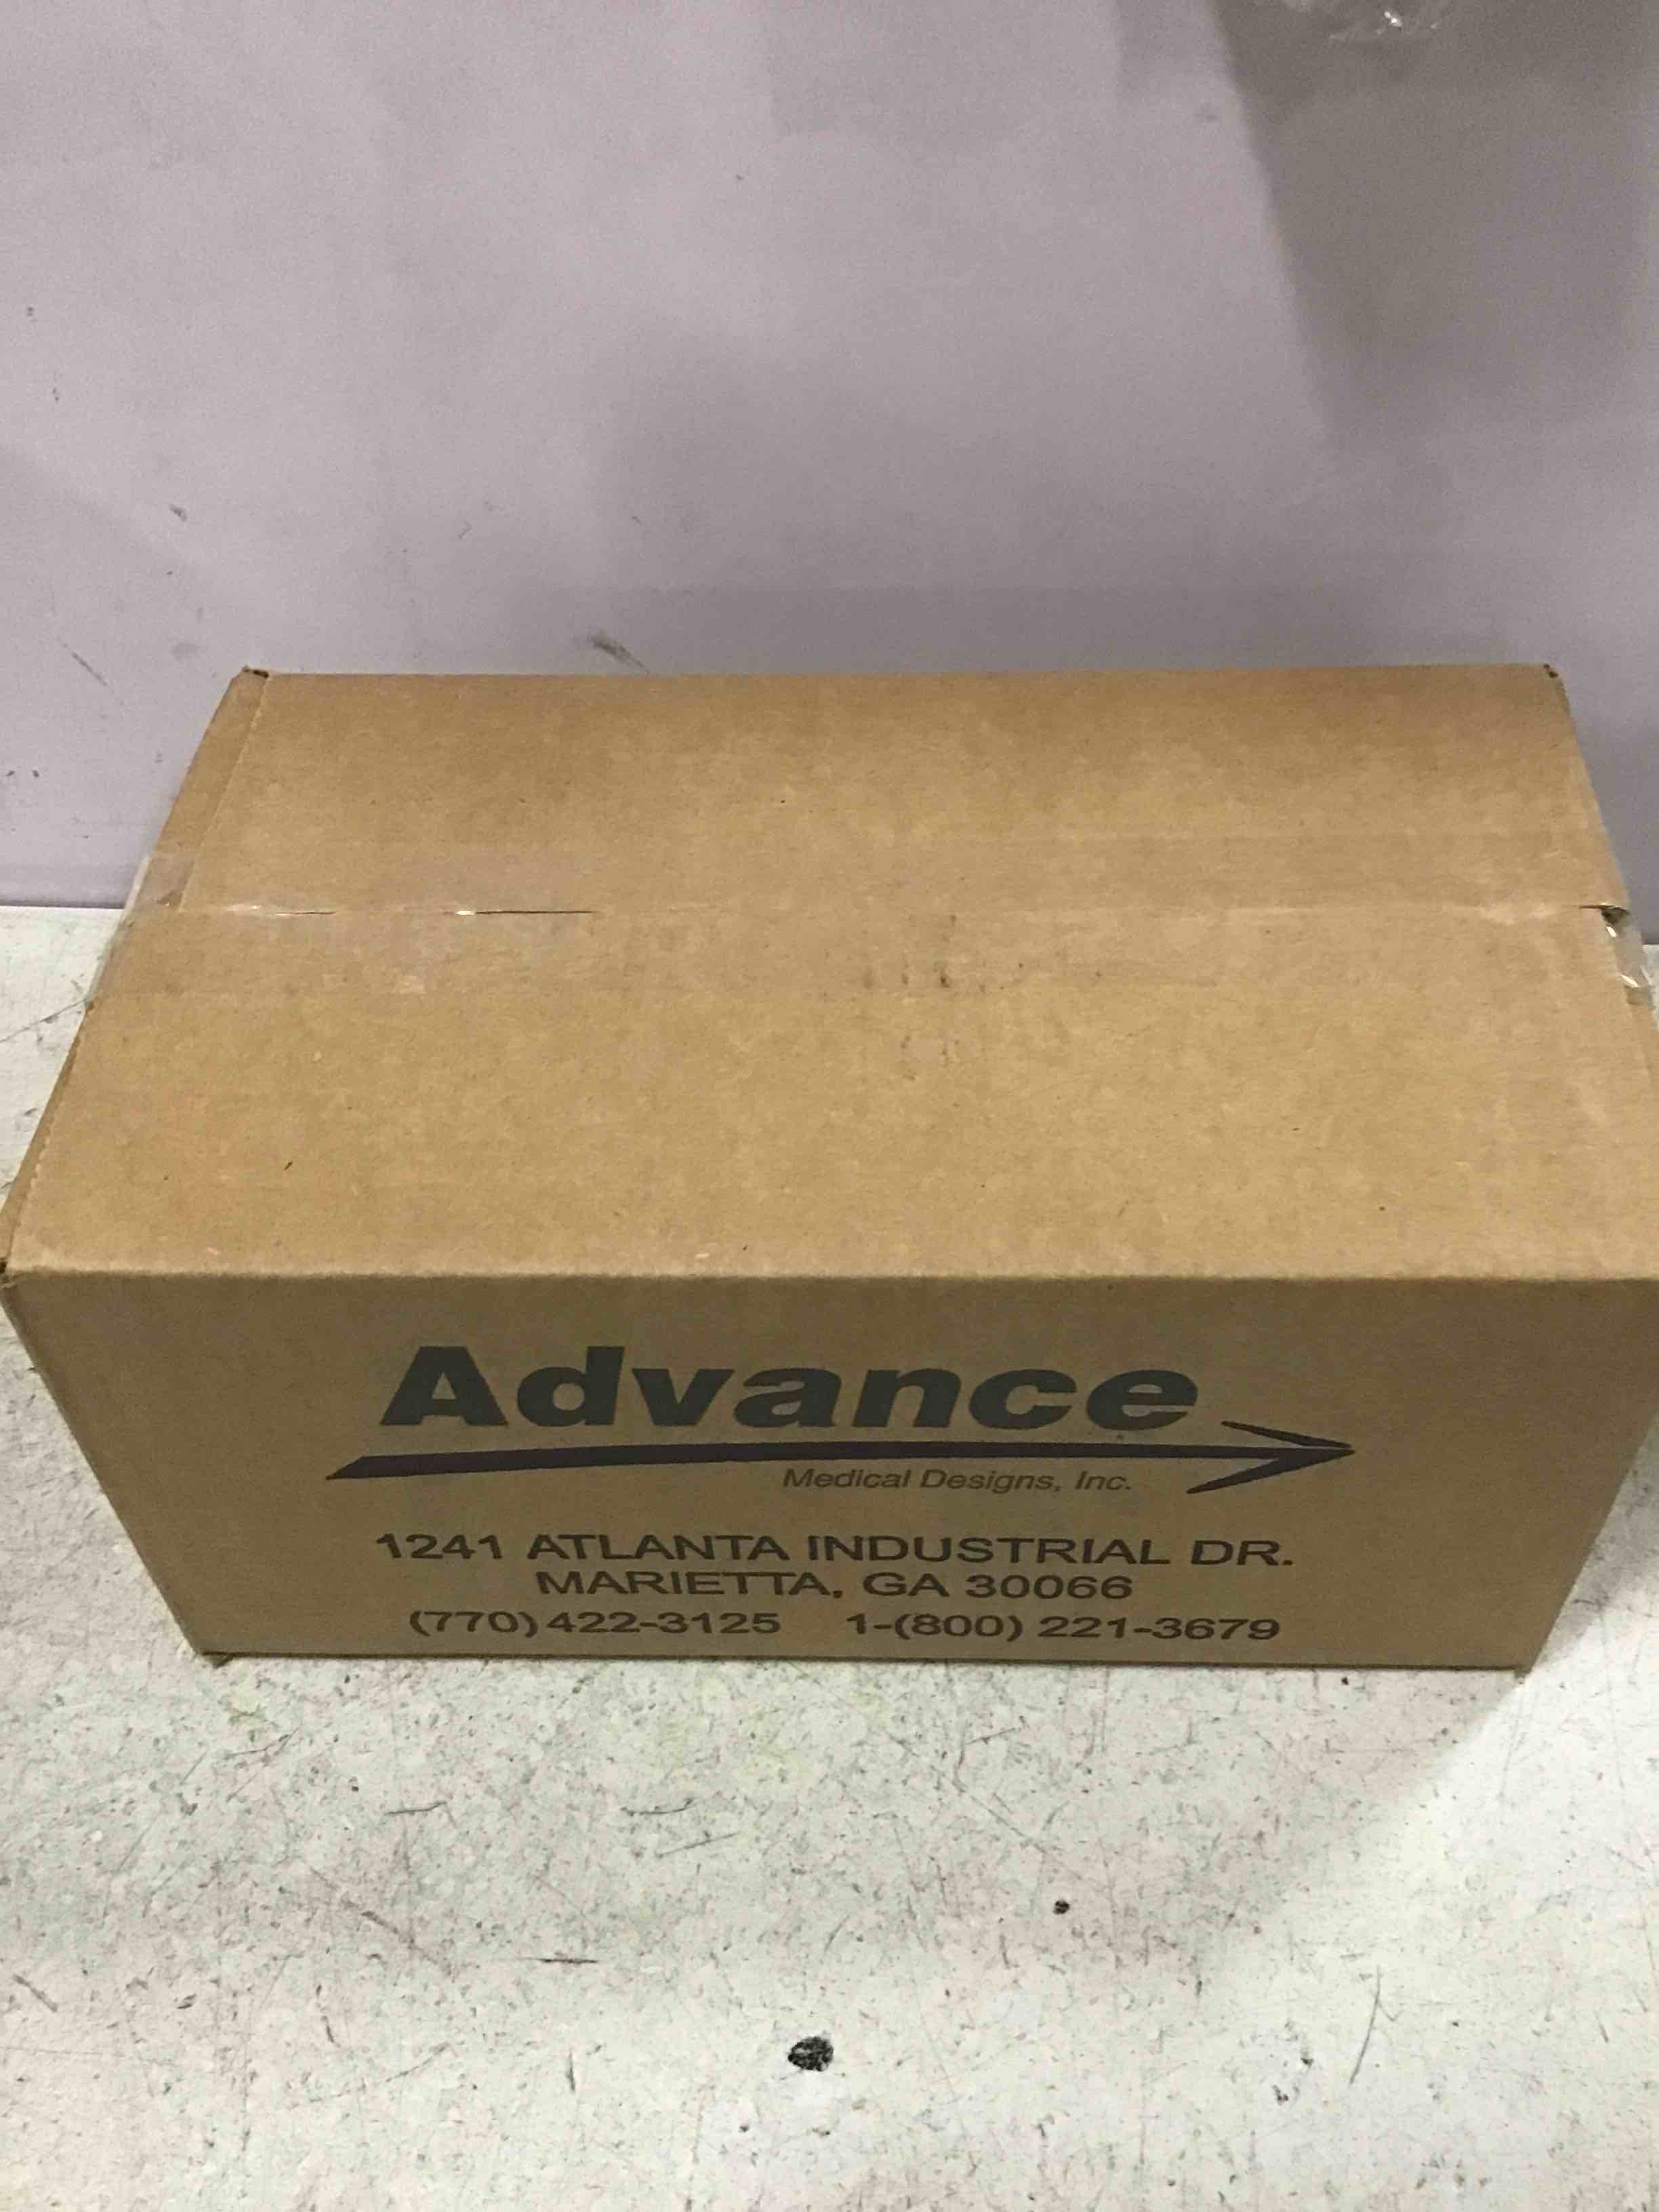 Advance
Medical Designs, Inc.
1241 ATLANTA INDUSTRIAL DR.
MARIETTA, GA 30066
(770) 422-3125 1-(800) 221-3679